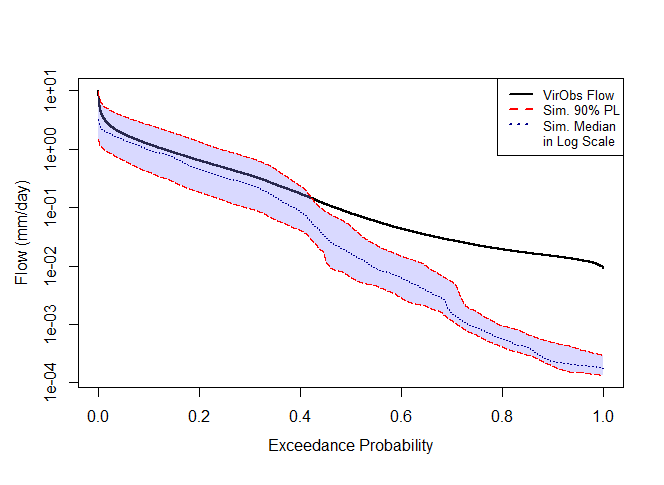 VirObs Flow
Sim. 90% PL
Sim. Median
in Log Scale
1e+01
1e+00
1e-01
1e-02
1e-03
1e-04
Flow (mm/day)
0.0 0.2 0.4 0.6 0.8 1.0
Exceedance Probability